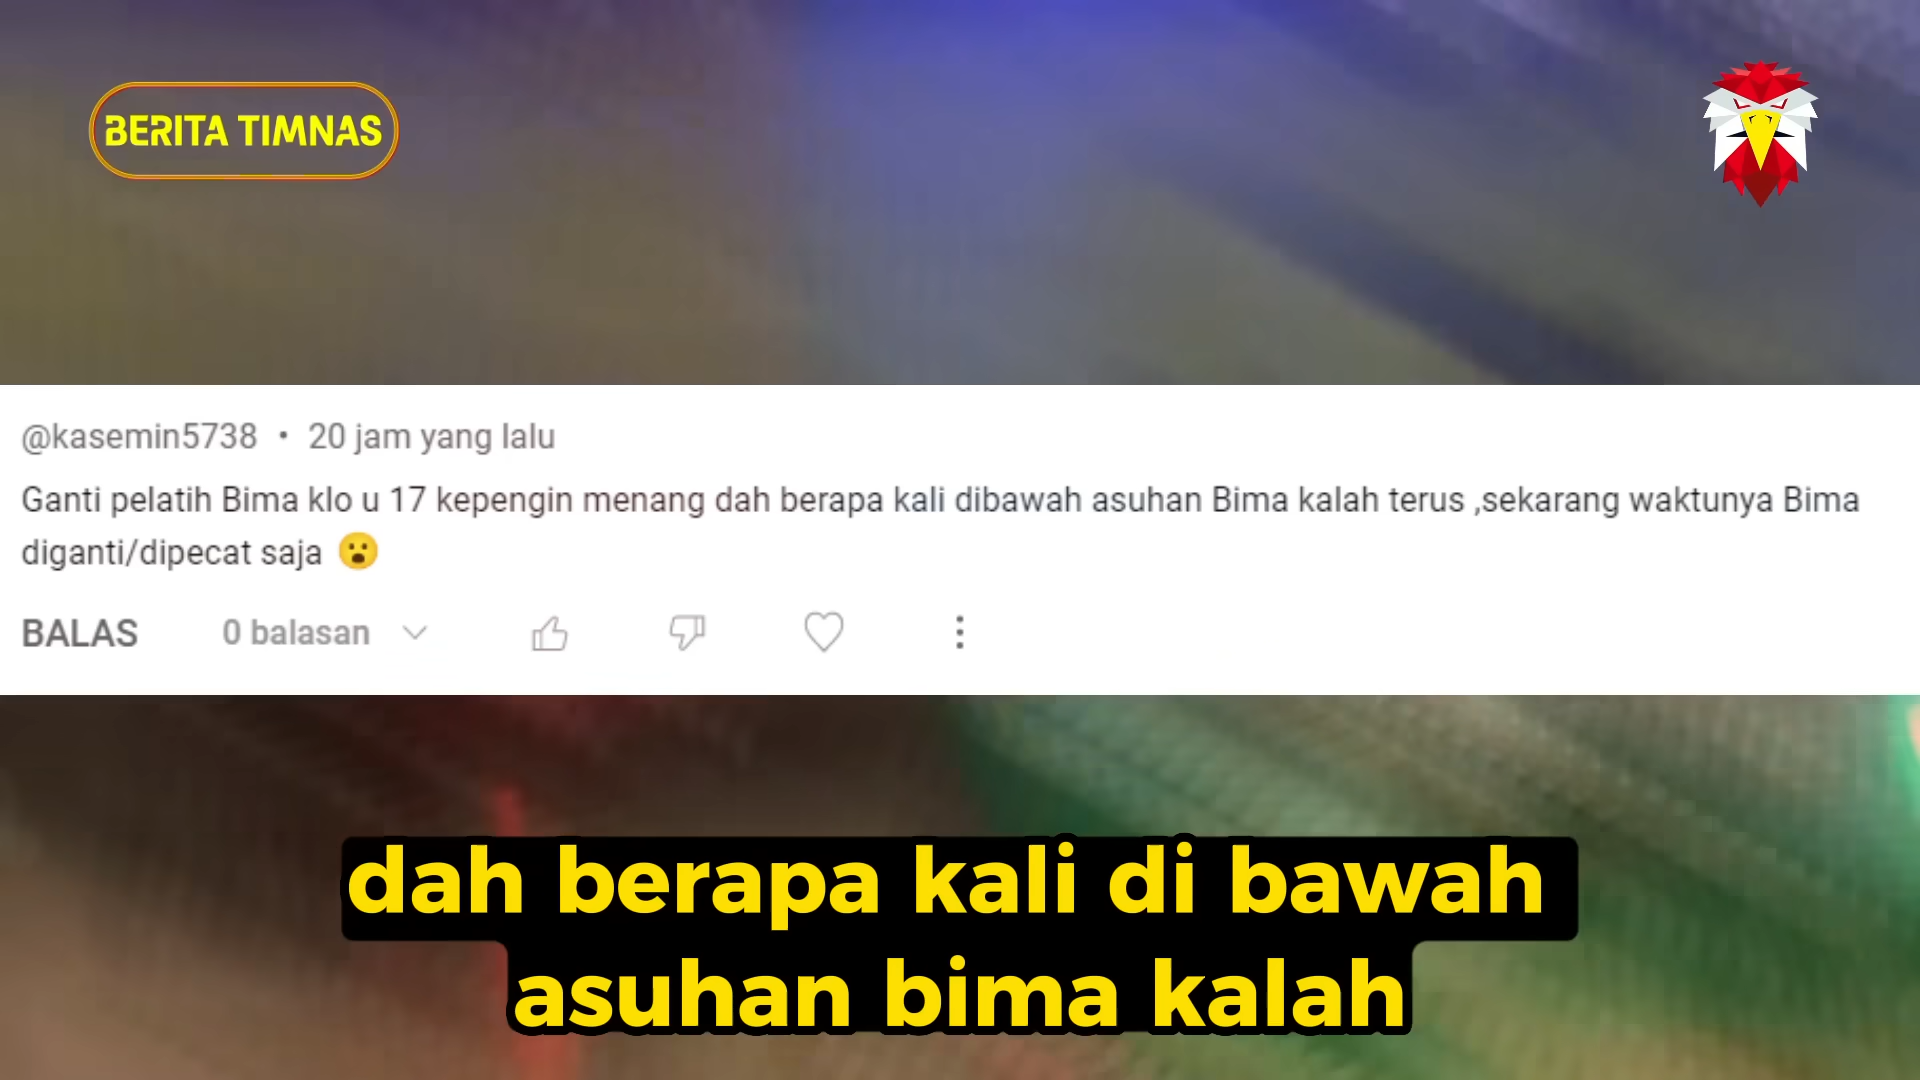 BERITA TIMNAS
@kasemin5738 • 20 jam yang lalu
Ganti pelatih Bima klo u 17 kepengin menang dah berapa kali dibawah asuhan Bima kalah terus ,sekarang waktunya Bima
diganti/dipecat saja 😮
BALAS 0 balasan
dah berapa kali di bawah
asuhan bima kalah